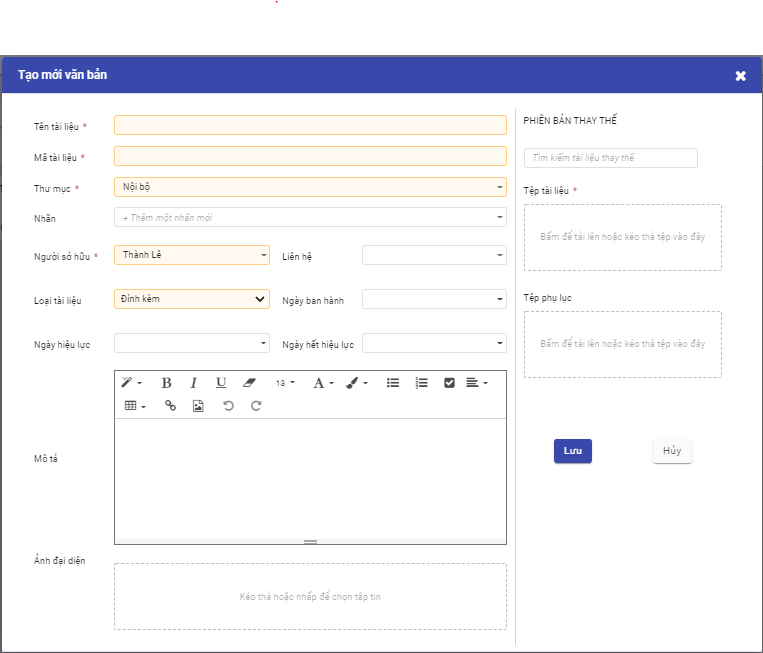 Tạo mới văn bản
Tên tài liệu *
Mã tài liệu *
Thư mục *
Nội bộ
Nhãn
+ Thêm một nhãn mới
Người sở hữu *
Thành Lê
Liên hệ
Loại tài liệu
Đính kèm
Ngày ban hành
Ngày hiệu lực
Ngày hết hiệu lực
B I U 13 A
Mô tả
Ảnh đại diện
Kéo thả hoặc nhấp để chọn tập tin
PHIÊN BẢN THAY THẾ
Tìm kiếm tài liệu thay thế
Tệp tài liệu *
Bấm để tải lên hoặc kéo thả tệp vào đây
Tệp phụ lục
Bấm để tải lên hoặc kéo thả tệp vào đây
Lưu
Hủy